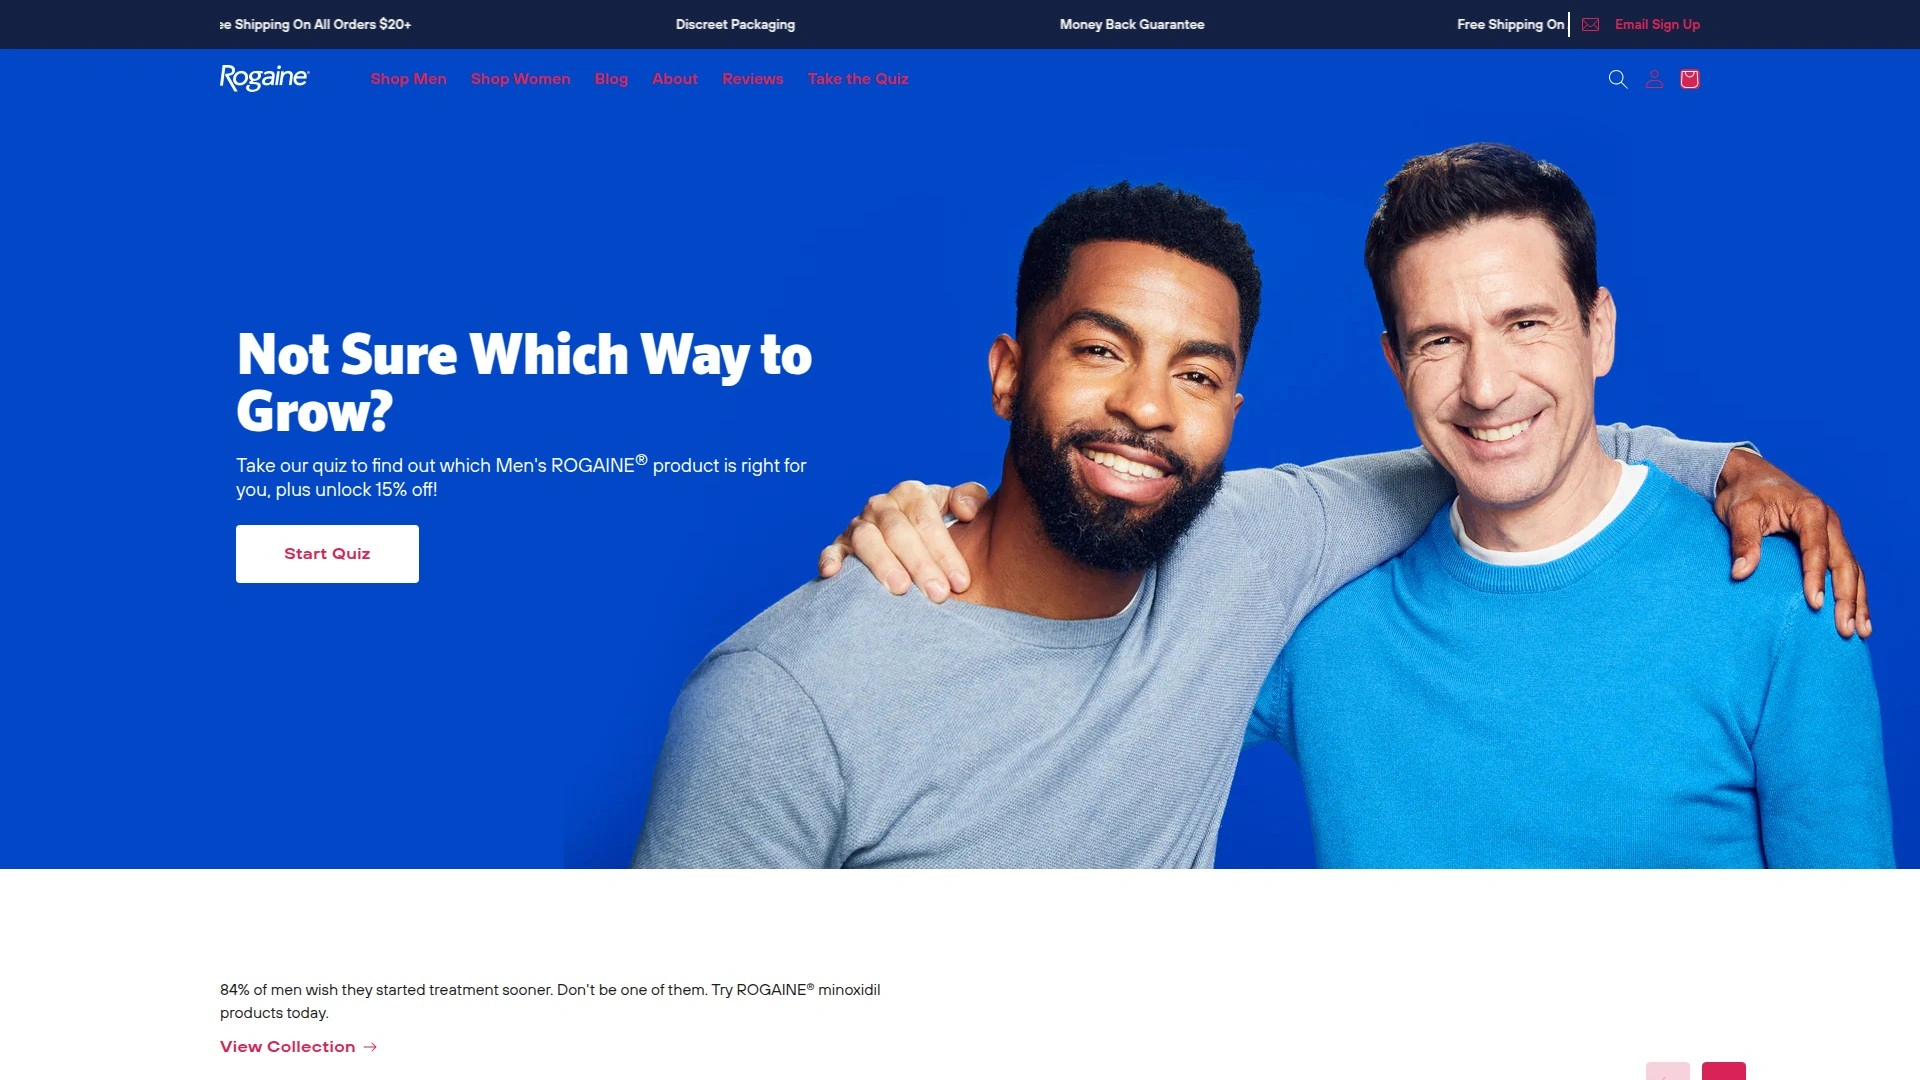 ee Shipping On All Orders $20+
Discreet Packaging
Money Back Guarantee
Free Shipping On
Email Sign Up
Rogaine®
Shop Men
Shop Women
Blog
About
Reviews
Take the Quiz
Not Sure Which Way to
Grow?
Take our quiz to find out which Men's ROGAINE® product is right for
you, plus unlock 15% off!
Start Quiz
84% of men wish they started treatment sooner. Don't be one of them. Try ROGAINE® minoxidil
products today.
View Collection →